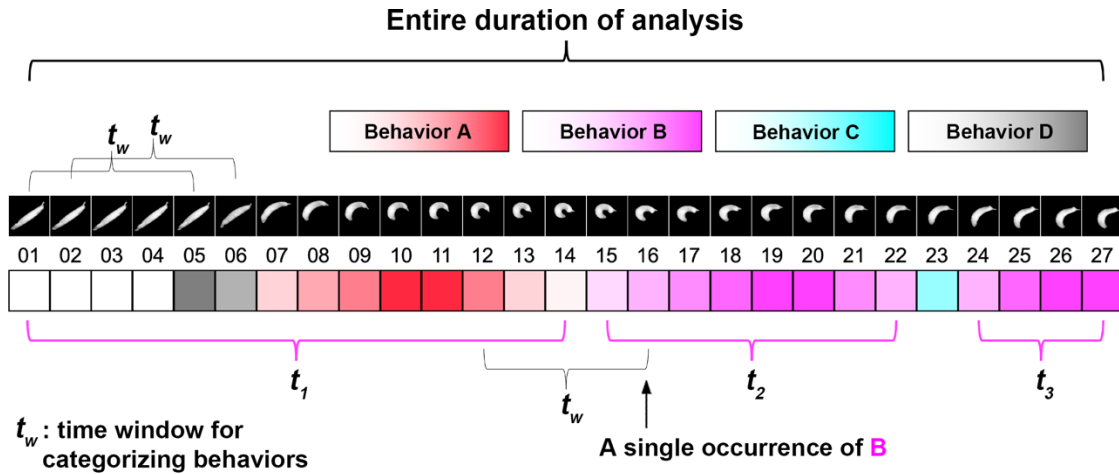 Entire duration of analysis
t_w t_w
Behavior A Behavior B Behavior C Behavior D
01 02 03 04 05 06 07 08 09 10 11 12 13 14 15 16 17 18 19 20 21 22 23 24 25 26 27
t_1 t_w t_2 t_3
t_w : time window for
categorizing behaviors
A single occurrence of B